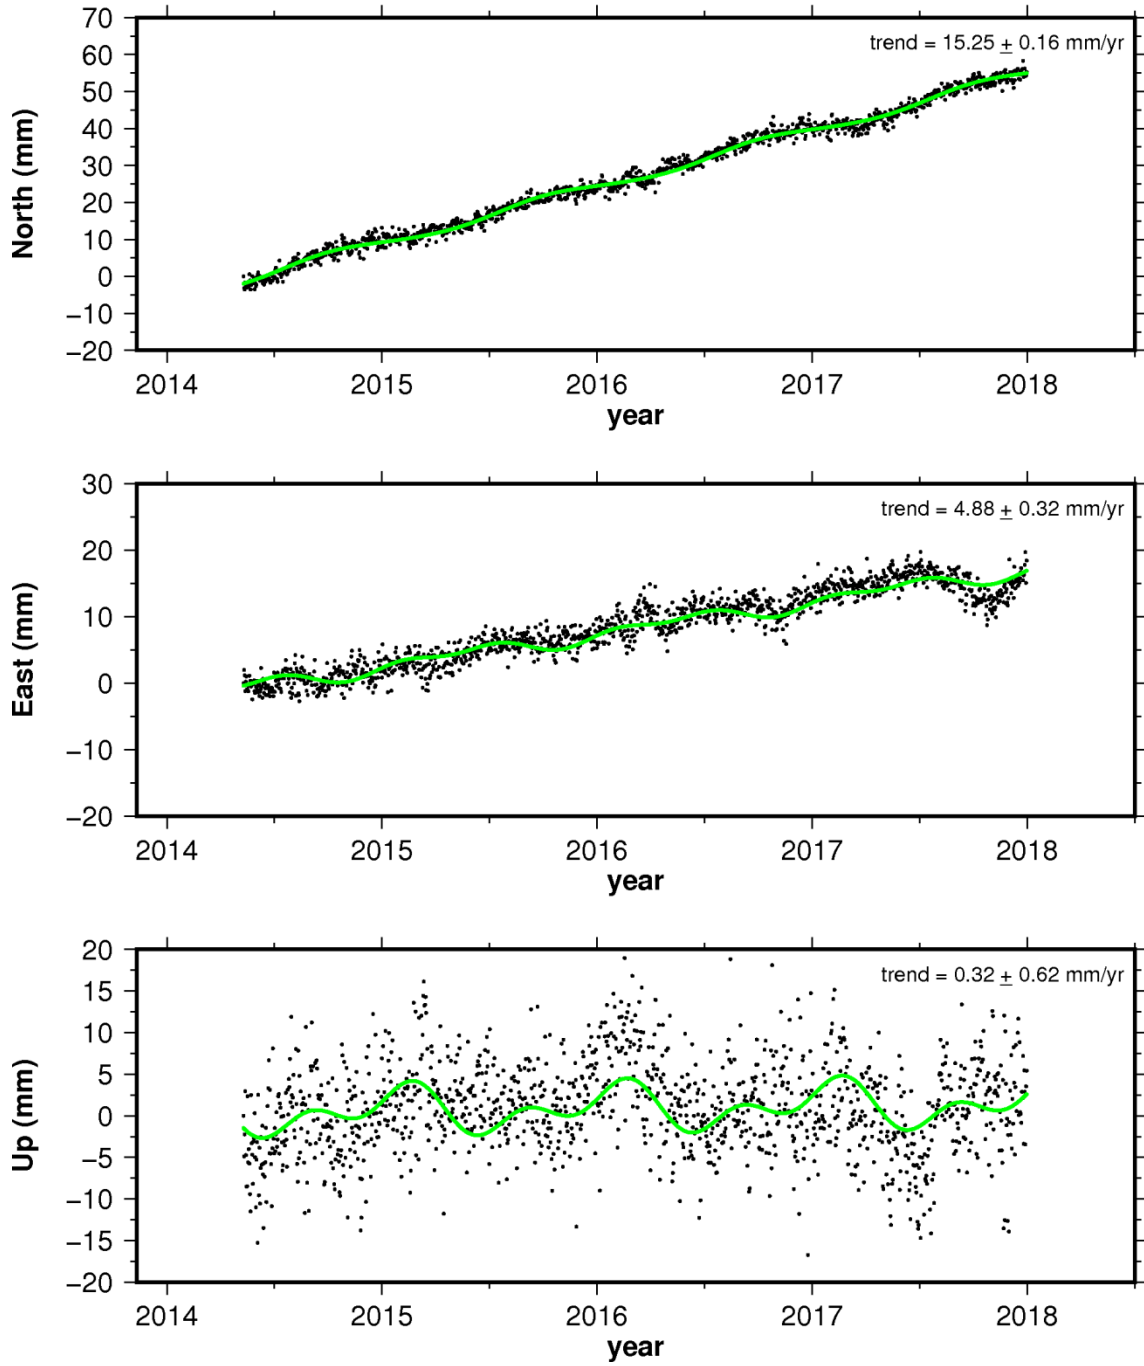 70
60
50
40
30
20
10
0
−10
−20
North (mm)
trend = 15.25 ± 0.16 mm/yr
2014 2015 2016 2017 2018
year
30
20
10
0
−10
−20
East (mm)
trend = 4.88 ± 0.32 mm/yr
2014 2015 2016 2017 2018
year
20
15
10
5
0
−5
−10
−15
−20
Up (mm)
trend = 0.32 ± 0.62 mm/yr
2014 2015 2016 2017 2018
year